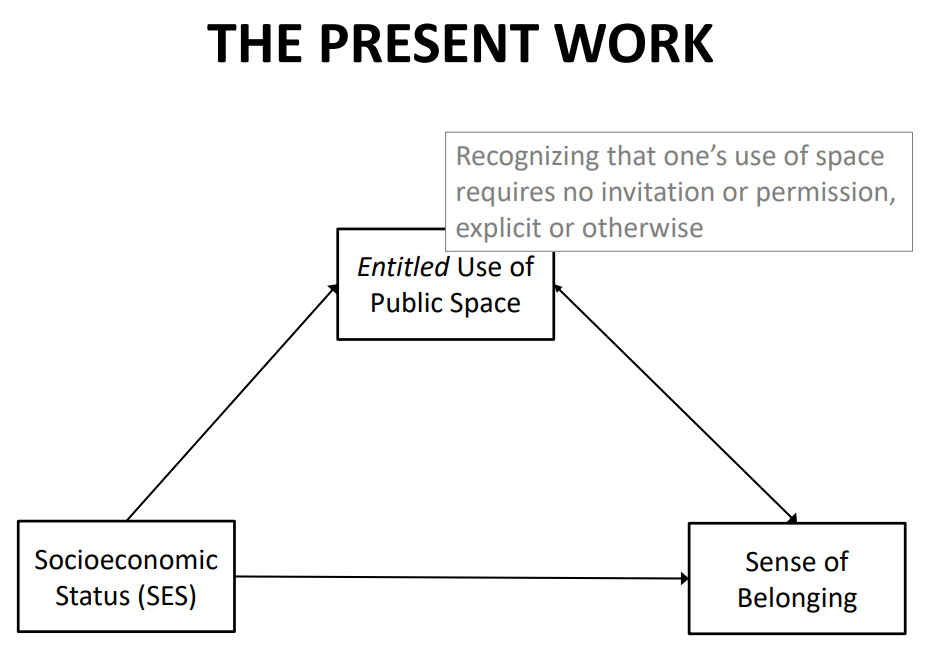 THE PRESENT WORK
Recognizing that one’s use of space
requires no invitation or permission,
explicit or otherwise
Entitled Use of
Public Space
Socioeconomic
Status (SES)
Sense of
Belonging